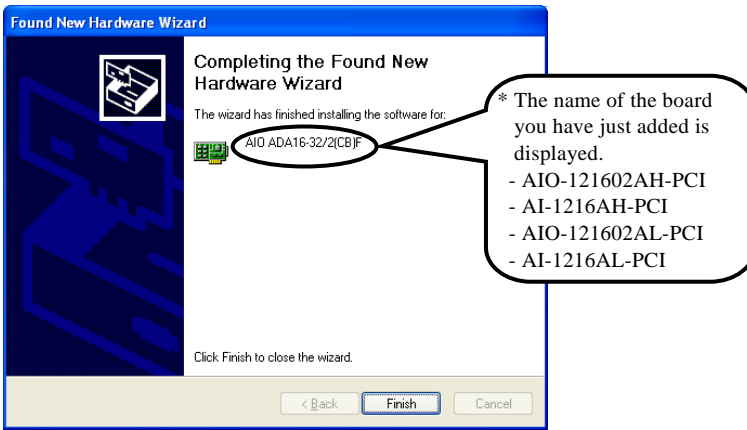 Found New Hardware Wizard
Completing the Found New
Hardware Wizard
The wizard has finished installing the software for:
AIO ADA16-32/2(CB)F
Click Finish to close the wizard.
< Back
Finish
Cancel
* The name of the board
you have just added is
displayed.
- AIO-121602AH-PCI
- AI-1216AH-PCI
- AIO-121602AL-PCI
- AI-1216AL-PCI